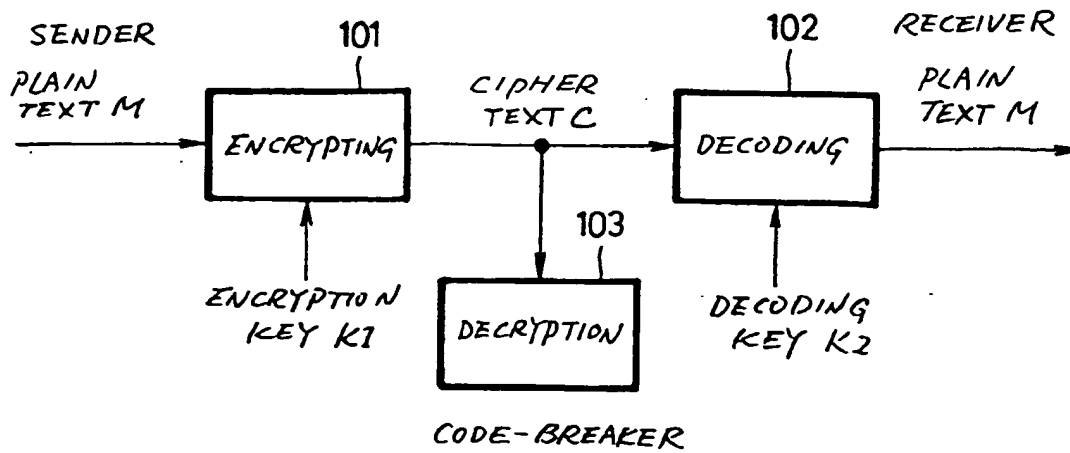 SENDER
PLAIN
TEXT M
101
ENCRYPTING
ENCRYPTION
KEY K1
CIPHER
TEXT C
103
DECRYPTION
CODE-BREAKER
102
DECODING
DECODING
KEY K2
RECEIVER
PLAIN
TEXT M